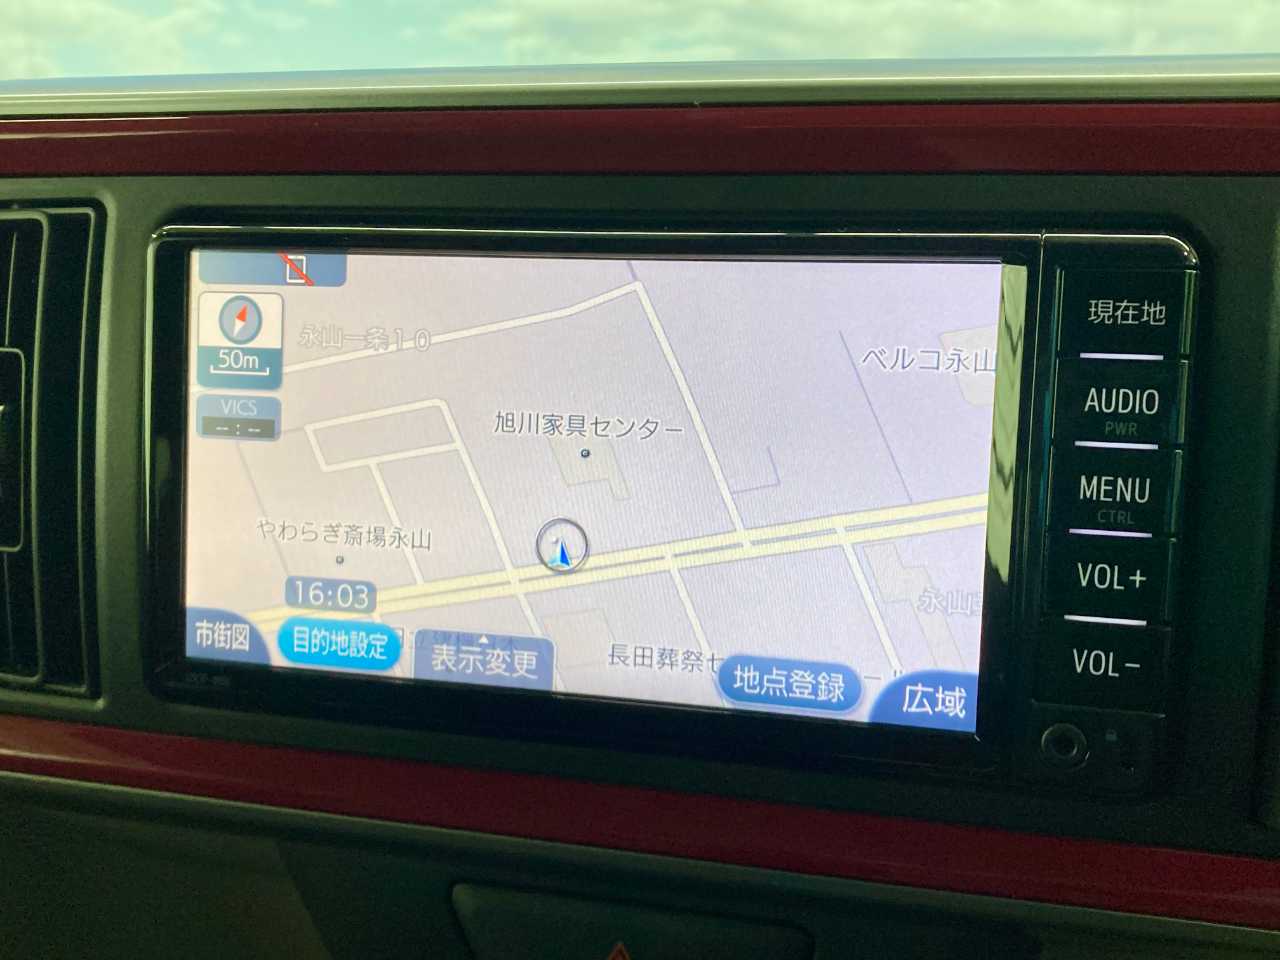 永山一条10
50m
VICS
--:--
ベルコ永山
旭川家具センター
やわらぎ斎場永山
16:03
永山
市街図
目的地設定
表示変更
長田葬祭セ
地点登録
広域
現在地
AUDIO
PWR
MENU
CTRL
VOL+
VOL-